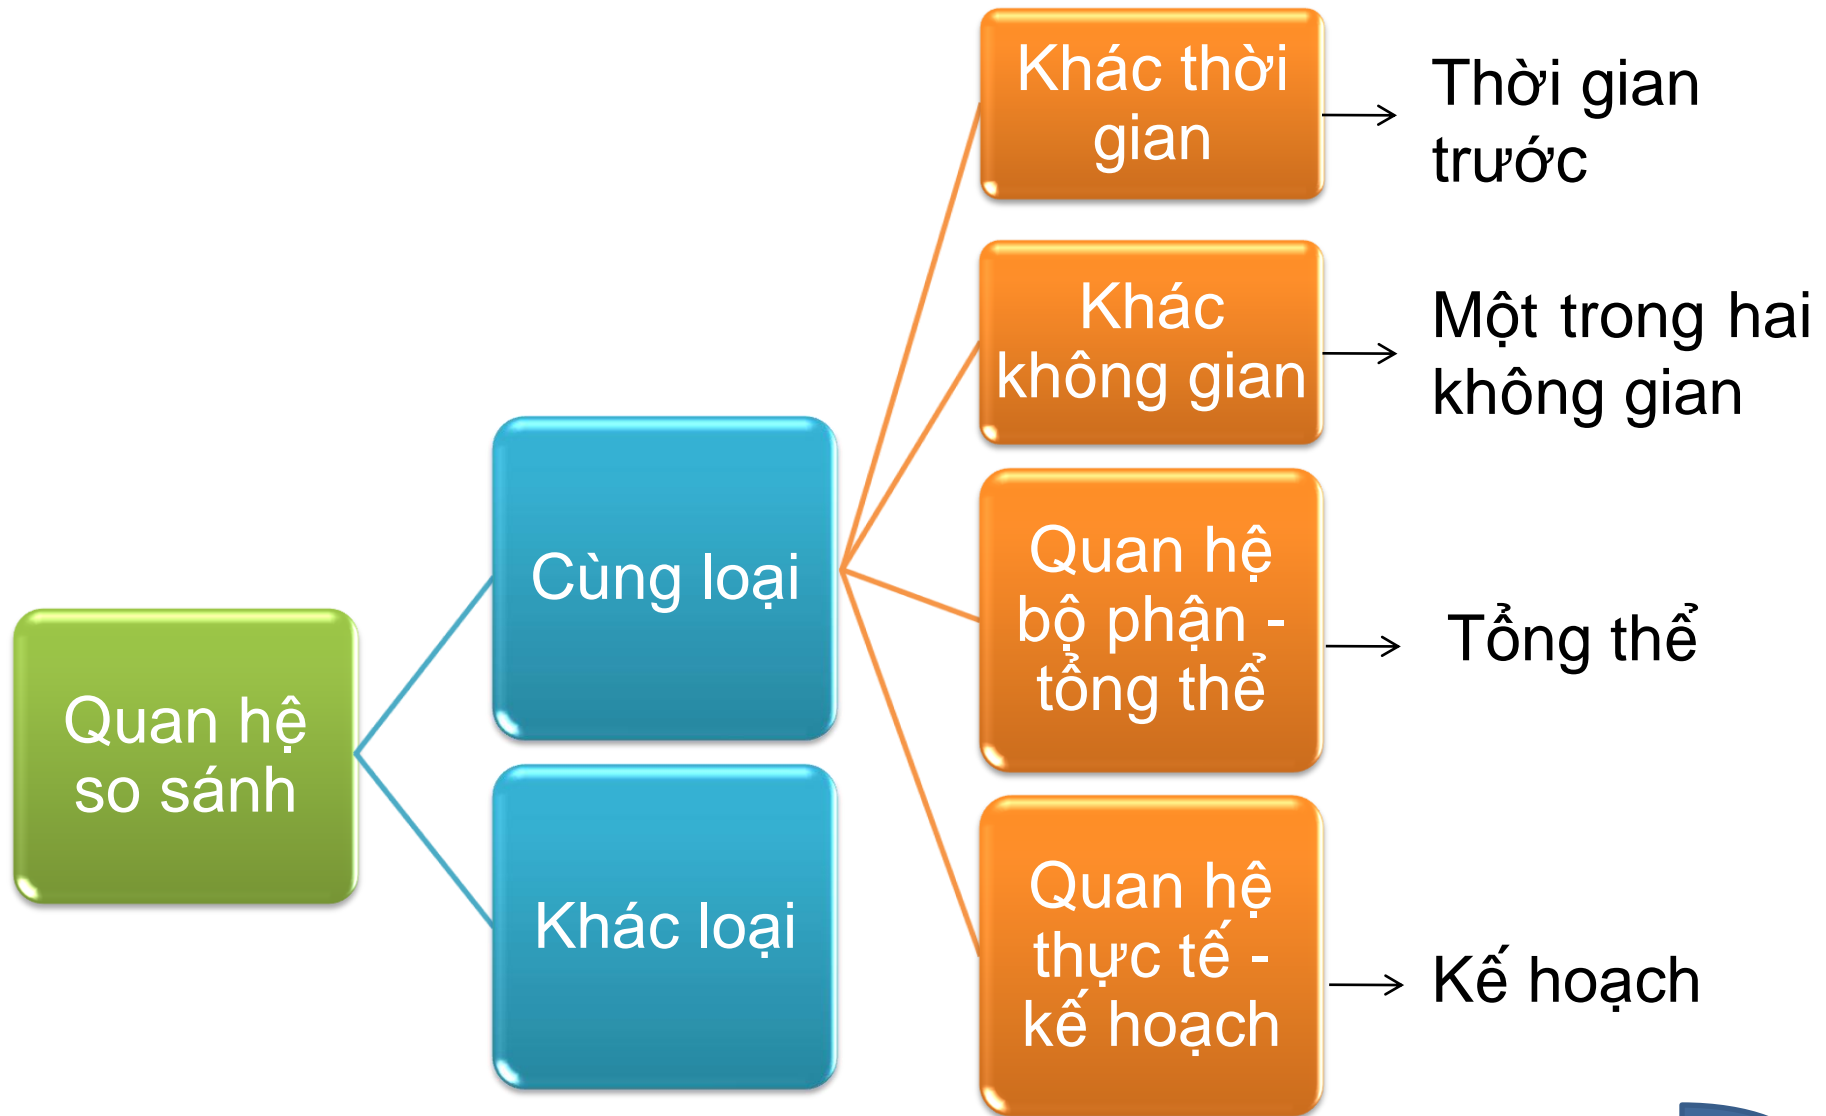 Quan hệ
so sánh
Cùng loại
Khác loại
Khác thời
gian
Thời gian
trước
Khác
không gian
Một trong hai
không gian
Quan hệ
bộ phận -
tổng thể
Tổng thể
Quan hệ
thực tế -
kế hoạch
Kế hoạch